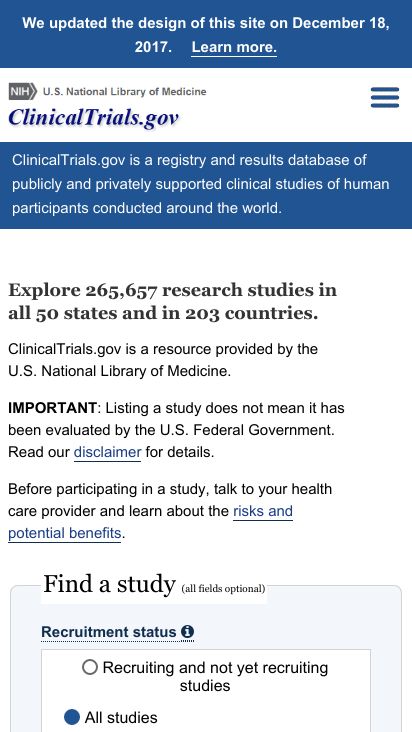 We updated the design of this site on December 18,
2017. Learn more.
NIH U.S. National Library of Medicine
ClinicalTrials.gov
ClinicalTrials.gov is a registry and results database of
publicly and privately supported clinical studies of human
participants conducted around the world.
Explore 265,657 research studies in
all 50 states and in 203 countries.
ClinicalTrials.gov is a resource provided by the
U.S. National Library of Medicine.
IMPORTANT: Listing a study does not mean it has
been evaluated by the U.S. Federal Government.
Read our disclaimer for details.
Before participating in a study, talk to your health
care provider and learn about the risks and
potential benefits.
Find a study (all fields optional)
Recruitment status i
Recruiting and not yet recruiting
studies
All studies